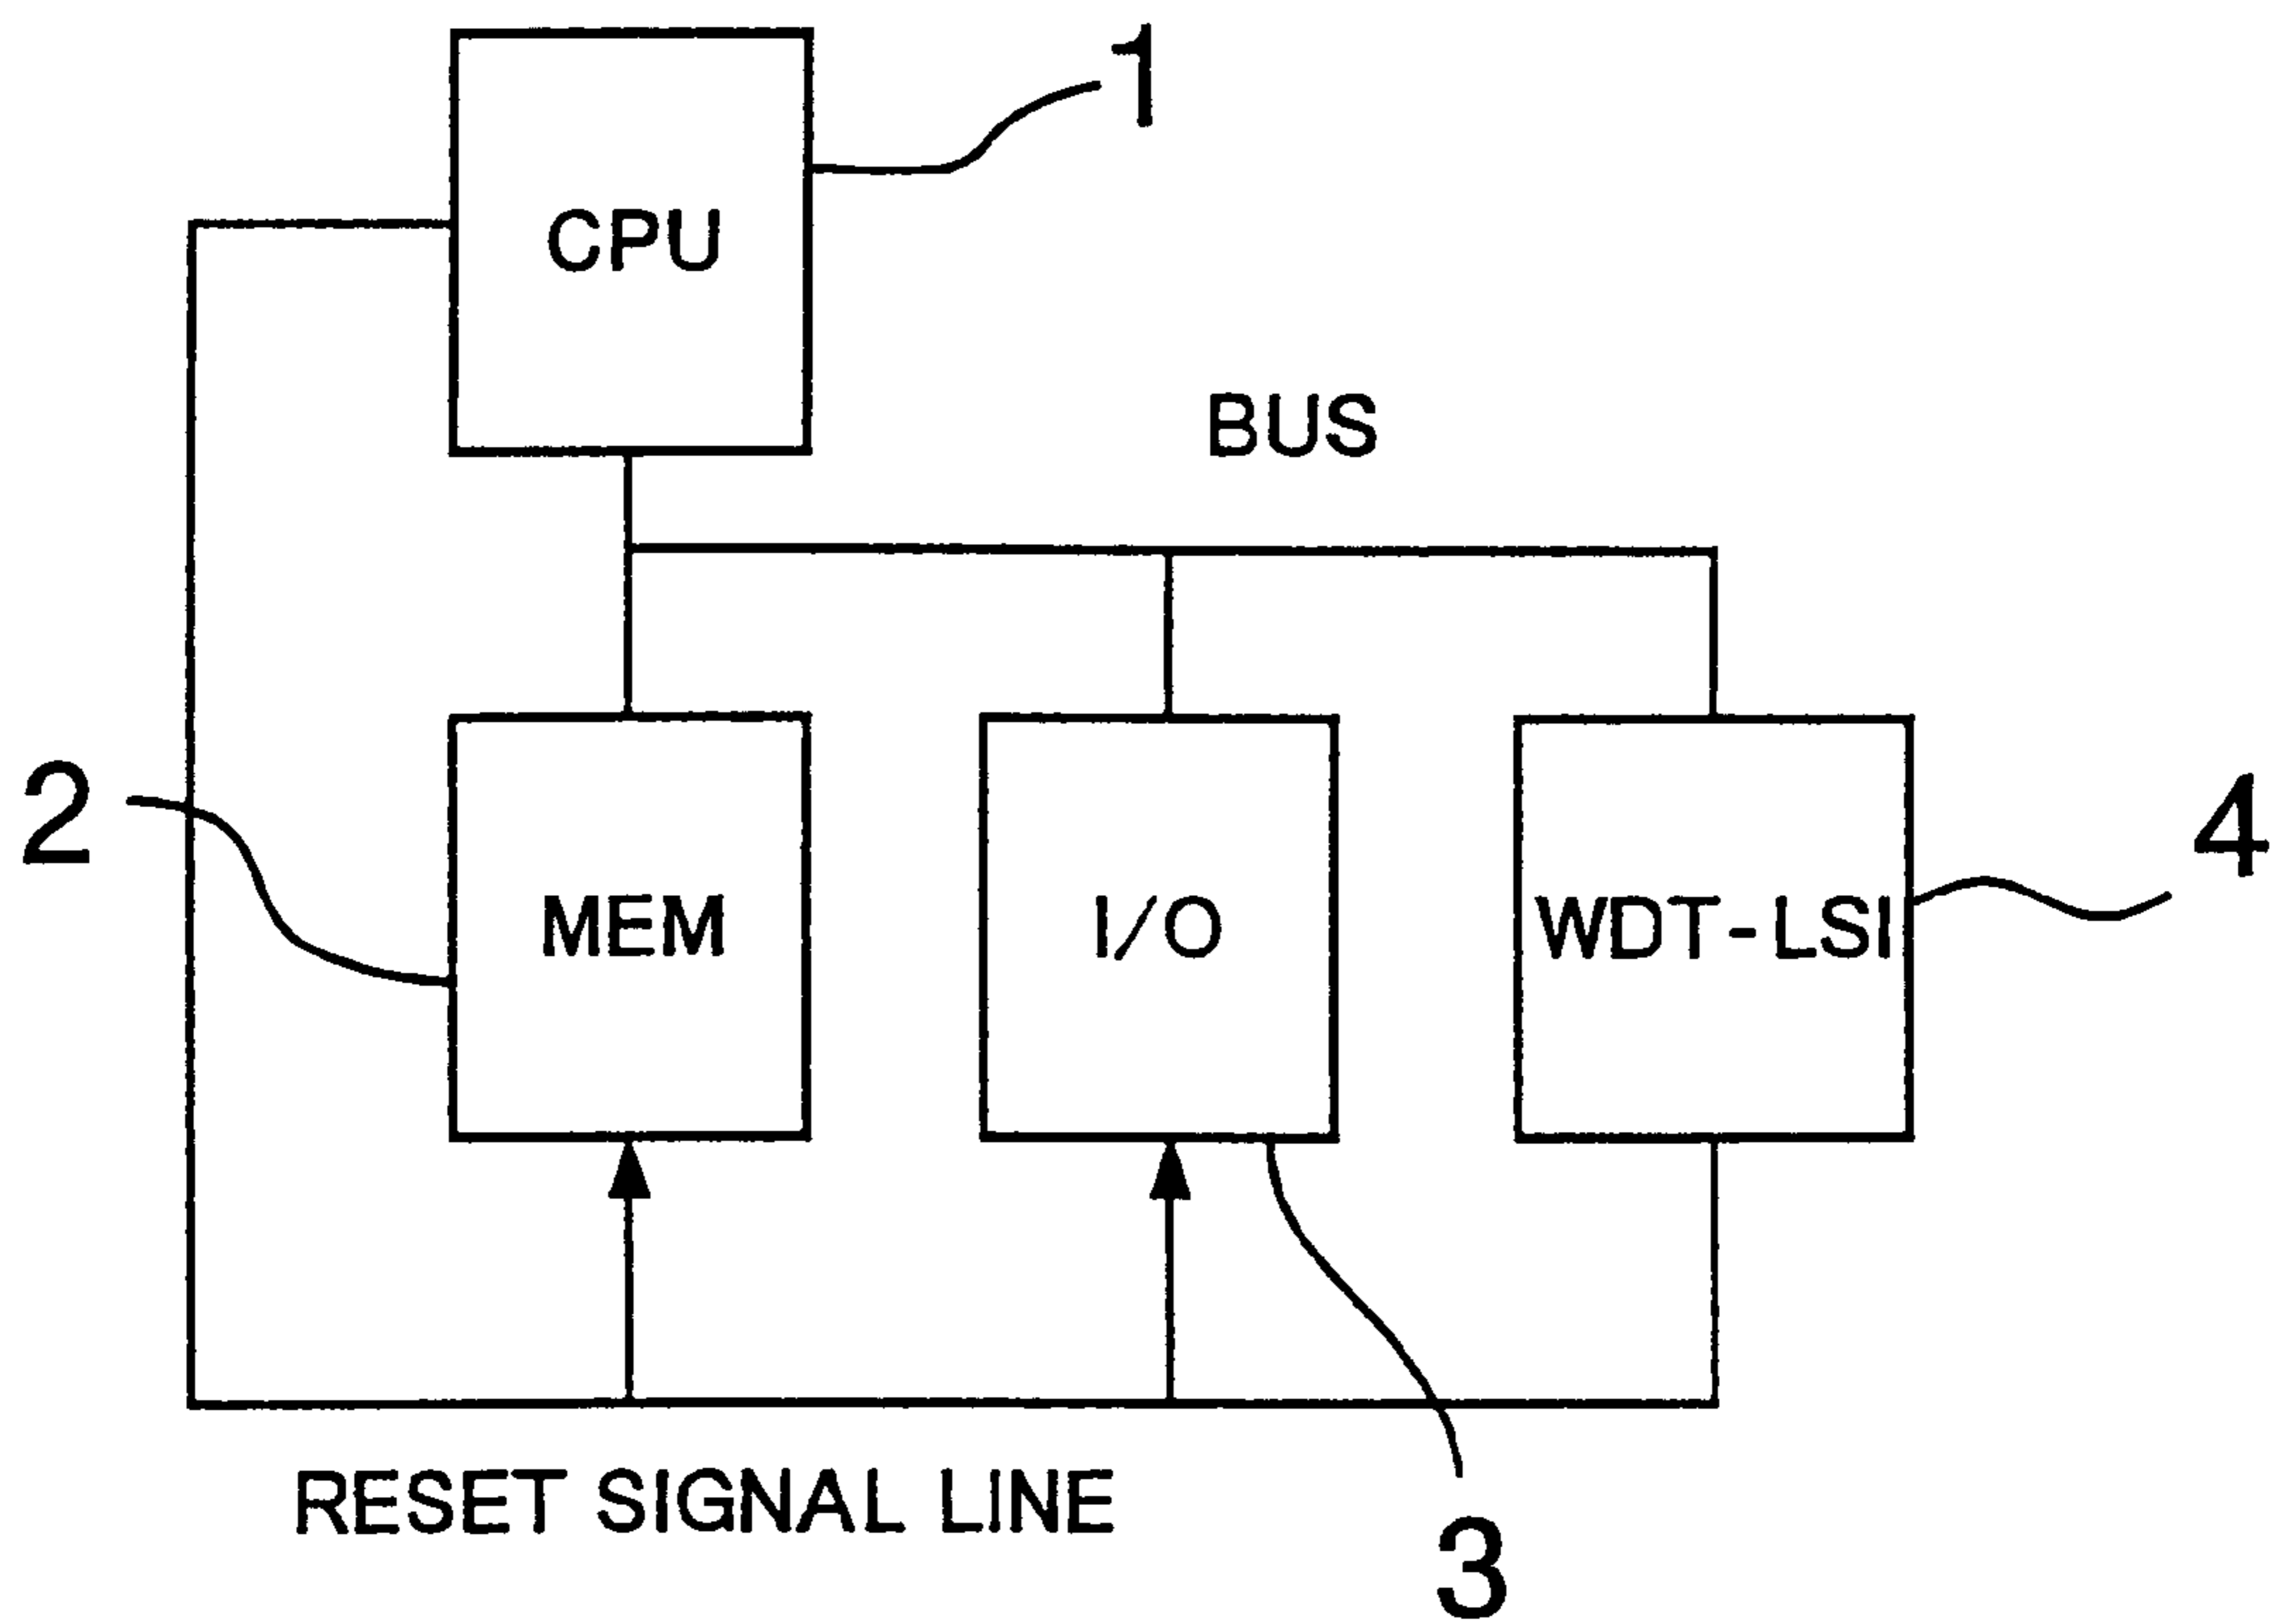 1
CPU
BUS
2
4
MEM
I/O
WDT-LSI
RESET SIGNAL LINE
3